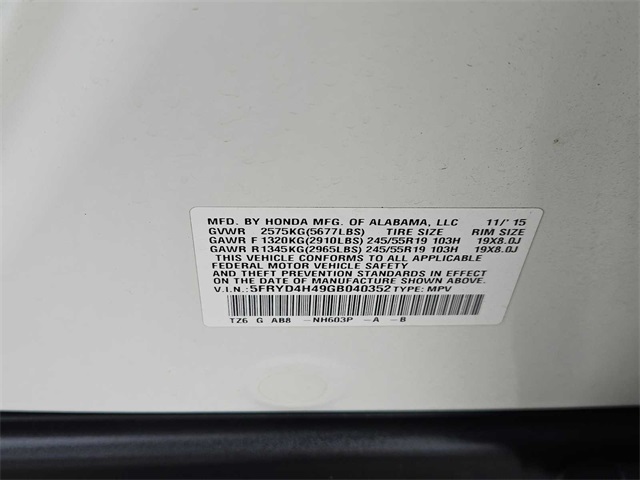 MFD. BY HONDA MFG. OF ALABAMA, LLC 11/'15
GVWR 2575KG(5677LBS) TIRE SIZE RIM SIZE
GAWR F 1320KG(2910LBS) 245/55R19 103H 19X8.0J
GAWR R1345KG(2965LBS) 245/55R19 103H 19X8.0J
THIS VEHICLE CONFORMS TO ALL APPLICABLE
FEDERAL MOTOR VEHICLE SAFETY
AND THEFT PREVENTION STANDARDS IN EFFECT
ON THE DATE OF MANUFACTURE SHOWN ABOVE.
V.I.N.:5FRYD4H49GB040352 TYPE: MPV
TZ6 G AB8 -NH603P -A -B